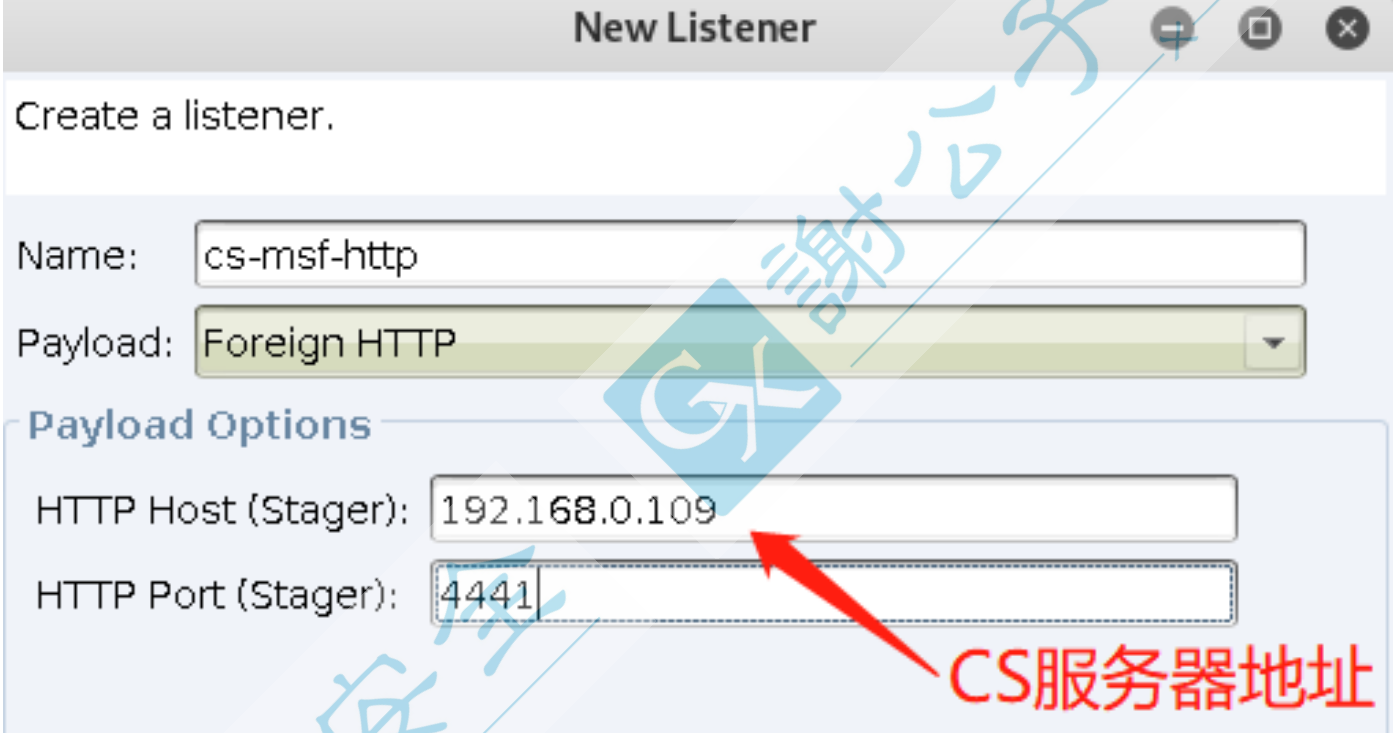 New Listener
Create a listener.
Name: cs-msf-http
Payload: Foreign HTTP
Payload Options
HTTP Host (Stager): 192.168.0.109
HTTP Port (Stager): 4441
CS服务器地址
謝公子
GX
安全